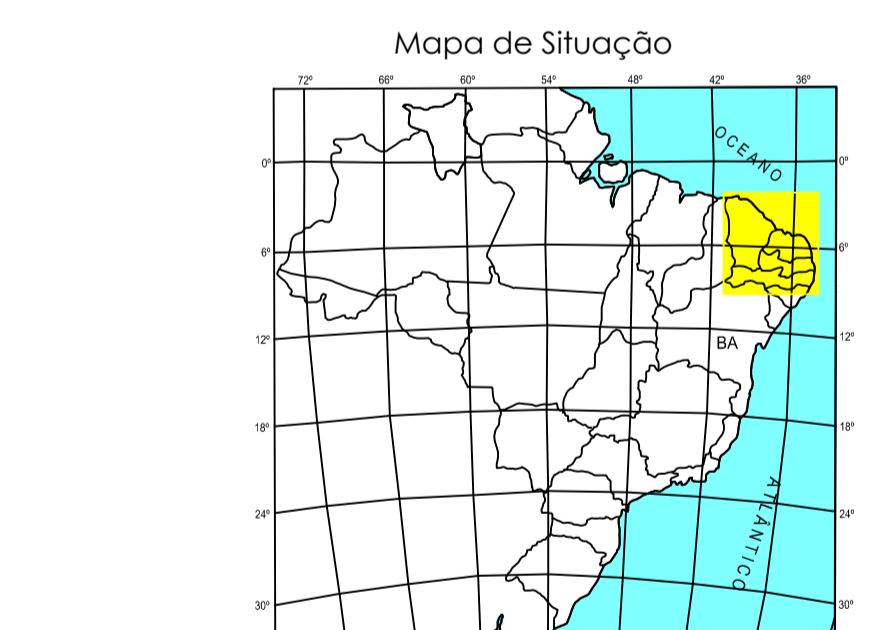 Mapa de Situação
72º 66º 60º 54º 48º 42º 36º
OCEANO
0º 0º
6º 6º
12º BA 12º
18º 18º
ATLÂNTICO
24º 24º
30º 30º